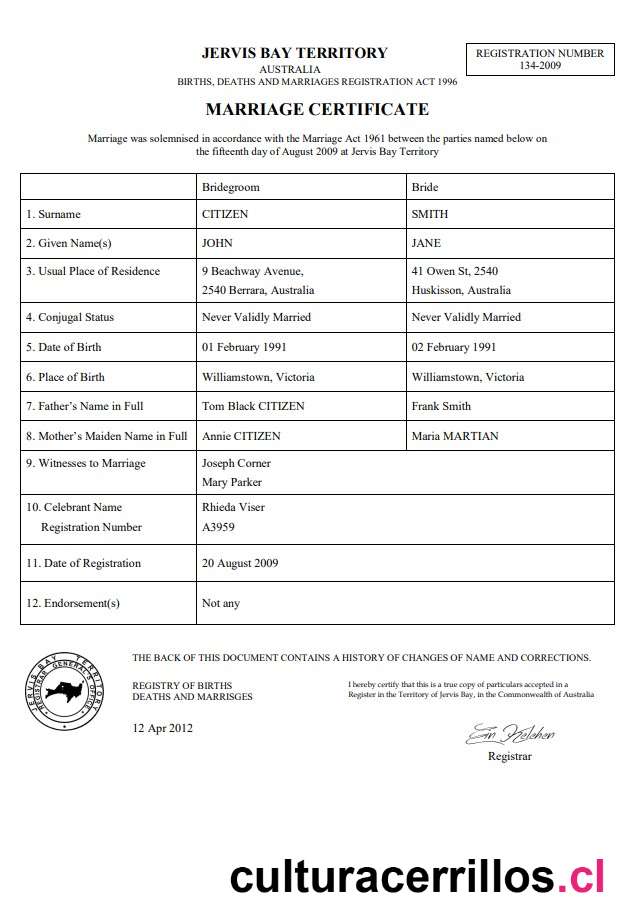 JERVIS BAY TERRITORY
AUSTRALIA
BIRTHS, DEATHS AND MARRIAGES REGISTRATION ACT 1996
REGISTRATION NUMBER
134-2009
MARRIAGE CERTIFICATE
Marriage was solemnised in accordance with the Marriage Act 1961 between the parties named below on
the fifteenth day of August 2009 at Jervis Bay Territory
Bridegroom Bride
1. Surname CITIZEN SMITH
2. Given Name(s) JOHN JANE
3. Usual Place of Residence 9 Beachway Avenue, 41 Owen St, 2540
2540 Berrara, Australia Huskisson, Australia
4. Conjugal Status Never Validly Married Never Validly Married
5. Date of Birth 01 February 1991 02 February 1991
6. Place of Birth Williamstown, Victoria Williamstown, Victoria
7. Father's Name in Full Tom Black CITIZEN Frank Smith
8. Mother's Maiden Name in Full Annie CITIZEN Maria MARTIAN
9. Witnesses to Marriage Joseph Corner
Mary Parker
10. Celebrant Name Rhieda Viser
Registration Number A3959
11. Date of Registration 20 August 2009
12. Endorsement(s) Not any
JERVIS BAY TERRITORY
REGISTRAR GENERAL'S OFFICE
THE BACK OF THIS DOCUMENT CONTAINS A HISTORY OF CHANGES OF NAME AND CORRECTIONS.
REGISTRY OF BIRTHS
DEATHS AND MARRISGES
I hereby certify that this is a true copy of particulars accepted in a
Register in the Territory of Jervis Bay, in the Commonwealth of Australia
12 Apr 2012
Registrar
culturacerrillos.cl